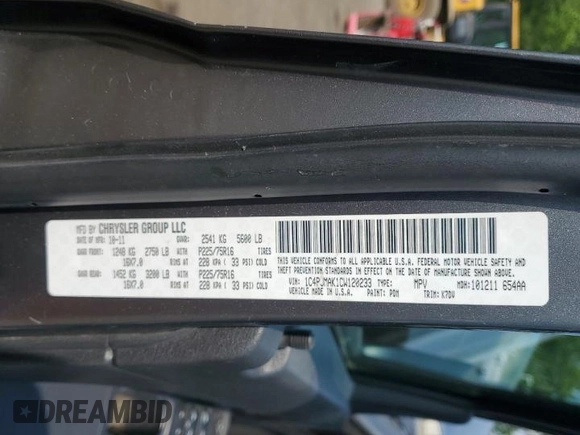 MFD BY CHRYSLER GROUP LLC
DATE OF MFR 10-11 GVWR: 2541 KG 5600 LB
GAWR FRONT: 1248 KG 2750 LB WITH P225/75R16 TIRES
16X7.0 RIMS AT 228 KPA ( 33 PSI) COLD
GAWR REAR: 1452 KG 3200 LB WITH P225/75R16 TIRES
16X7.0 RIMS AT 228 KPA ( 33 PSI) COLD
THIS VEHICLE CONFORMS TO ALL APPLICABLE U.S.A. FEDERAL MOTOR VEHICLE SAFETY AND
THEFT PREVENTION STANDARDS IN EFFECT ON THE DATE OF MANUFACTURE SHOWN ABOVE.
VIN: 1C4PJMAK1CW120233 TYPE: MPV MDH: 101211 654AA
VEHICLE MADE IN U.S.A. PAINT: PDM TRIM: K7DV
DREAMBID